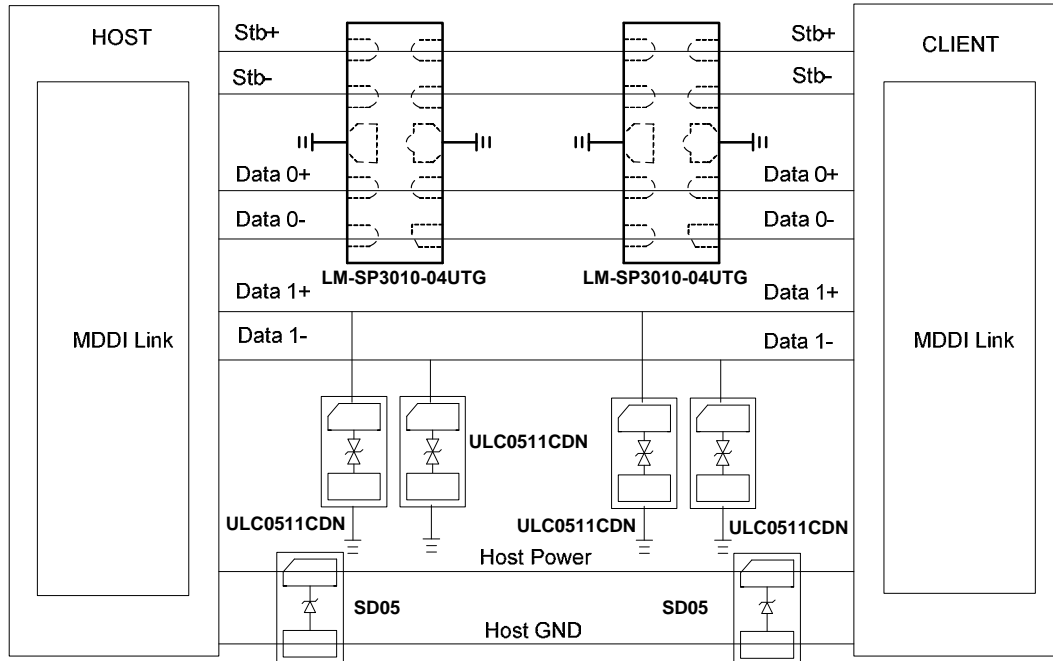 HOST
CLIENT
Stb+
Stb+
Stb-
Stb-
Data 0+
Data 0+
Data 0-
Data 0-
LM-SP3010-04UTG
LM-SP3010-04UTG
Data 1+
Data 1+
MDDI Link
Data 1-
Data 1-
MDDI Link
ULC0511CDN
ULC0511CDN
ULC0511CDN
ULC0511CDN
Host Power
SD05
SD05
Host GND